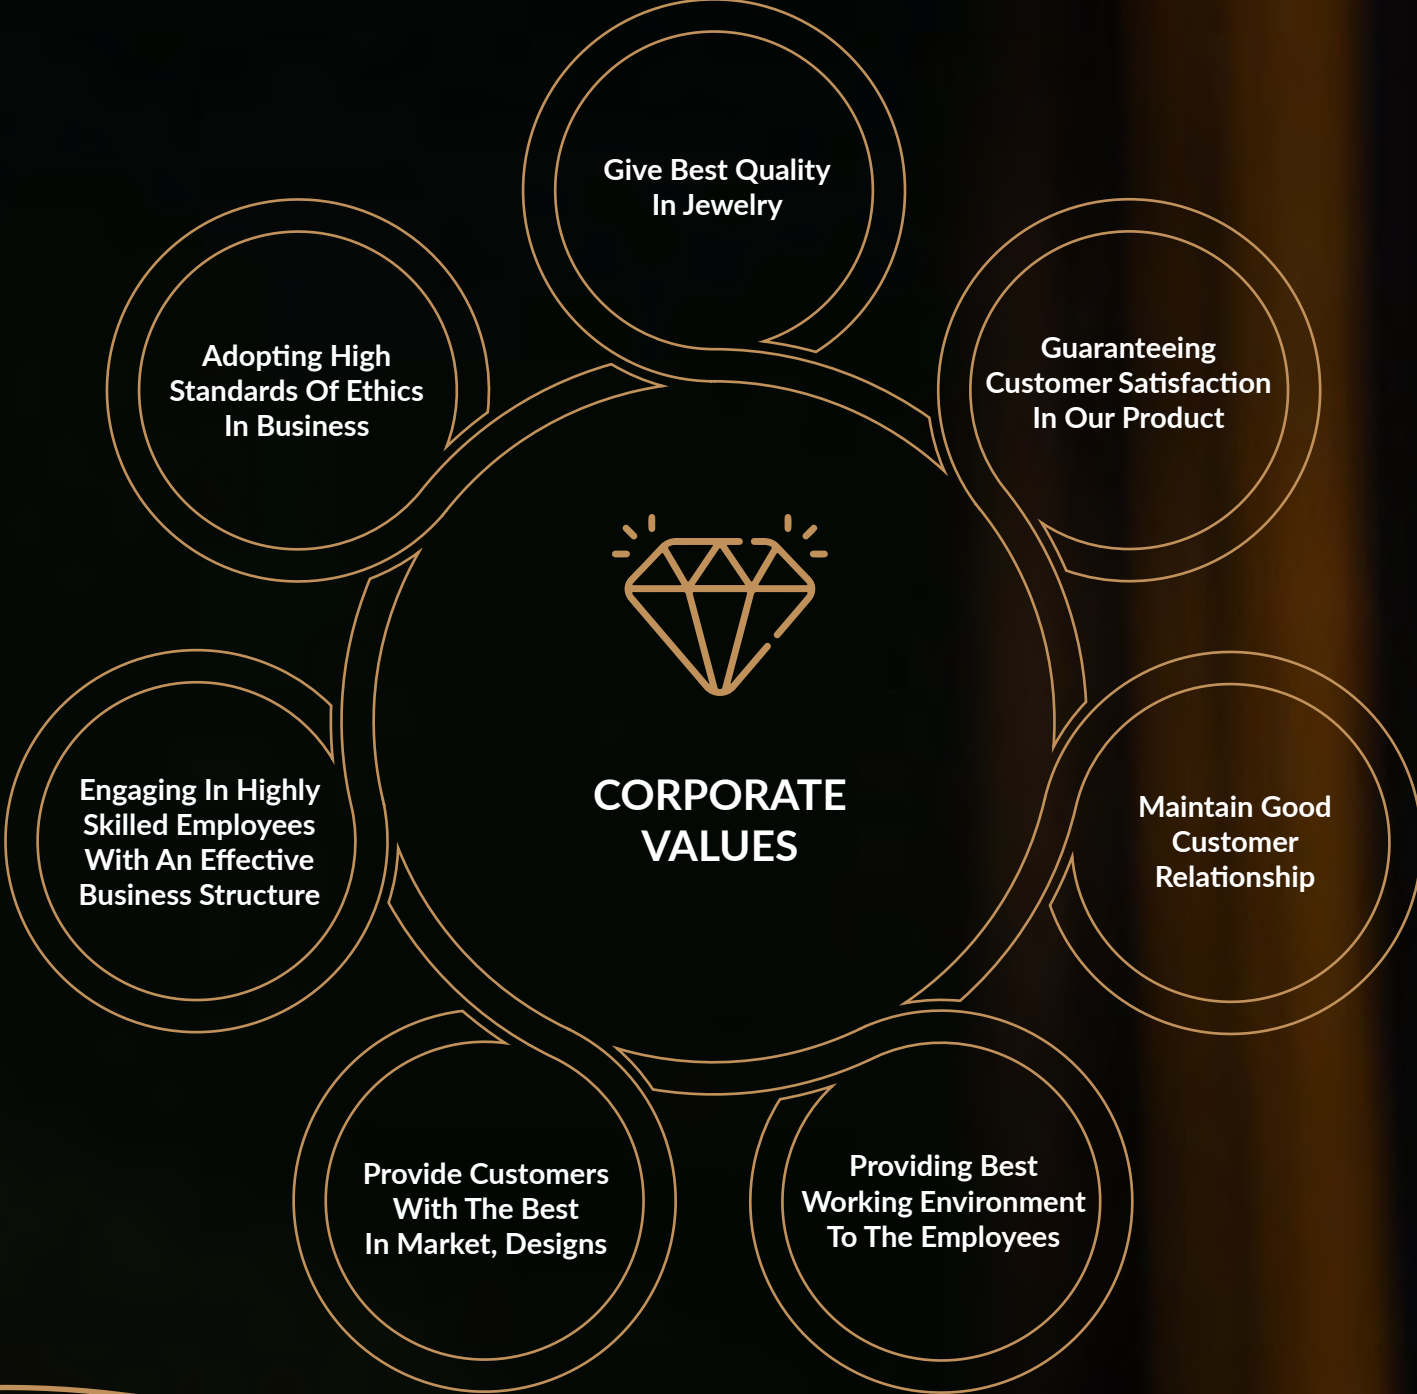 Give Best Quality
In Jewelry
Adopting High
Standards Of Ethics
In Business
Guaranteeing
Customer Satisfaction
In Our Product
CORPORATE
VALUES
Engaging In Highly
Skilled Employees
With An Effective
Business Structure
Maintain Good
Customer
Relationship
Provide Customers
With The Best
In Market, Designs
Providing Best
Working Environment
To The Employees